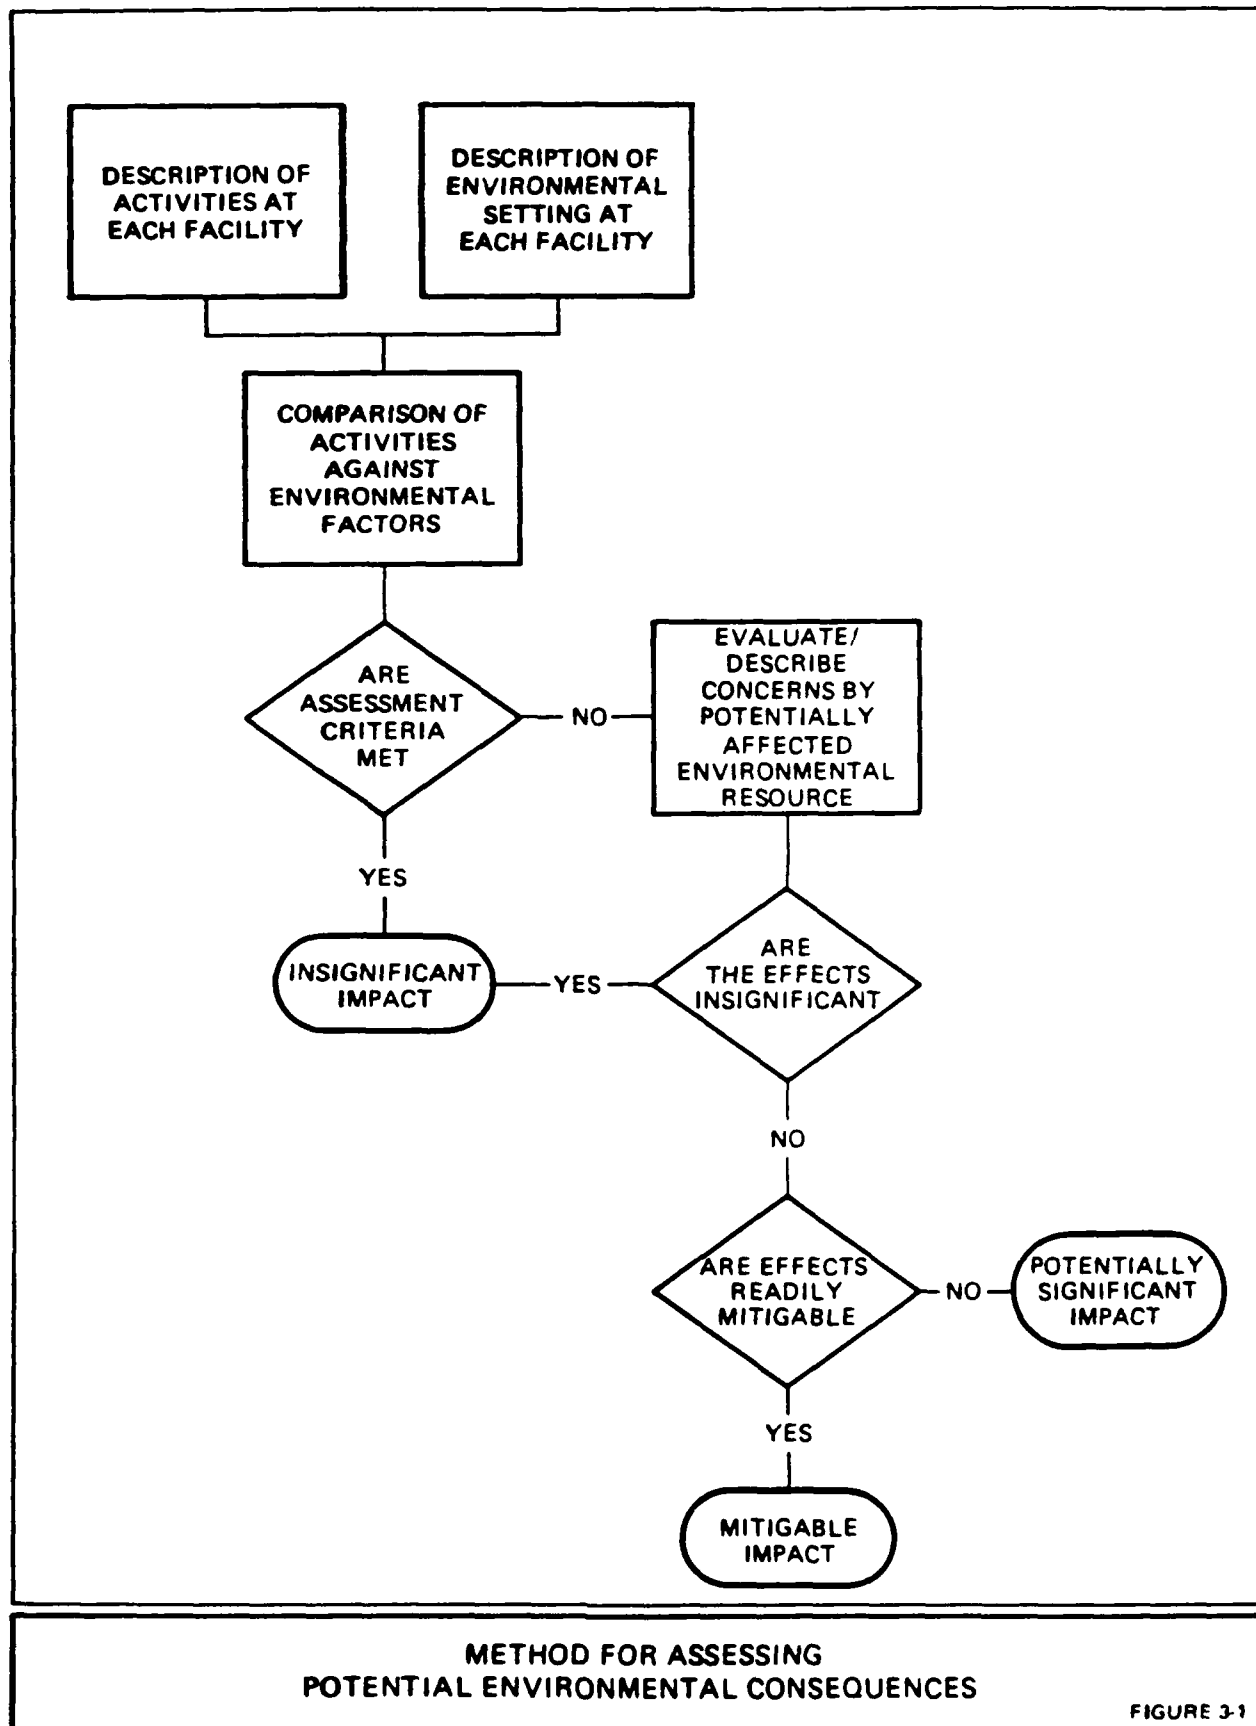 DESCRIPTION OF
ACTIVITIES AT
EACH FACILITY
DESCRIPTION OF
ENVIRONMENTAL
SETTING AT
EACH FACILITY
COMPARISON OF
ACTIVITIES
AGAINST
ENVIRONMENTAL
FACTORS
ARE
ASSESSMENT
CRITERIA
MET
NO
EVALUATE/
DESCRIBE
CONCERNS BY
POTENTIALLY
AFFECTED
ENVIRONMENTAL
RESOURCE
YES
INSIGNIFICANT
IMPACT
YES
ARE
THE EFFECTS
INSIGNIFICANT
NO
ARE EFFECTS
READILY
MITIGABLE
NO
POTENTIALLY
SIGNIFICANT
IMPACT
YES
MITIGABLE
IMPACT
METHOD FOR ASSESSING
POTENTIAL ENVIRONMENTAL CONSEQUENCES
FIGURE 3-1